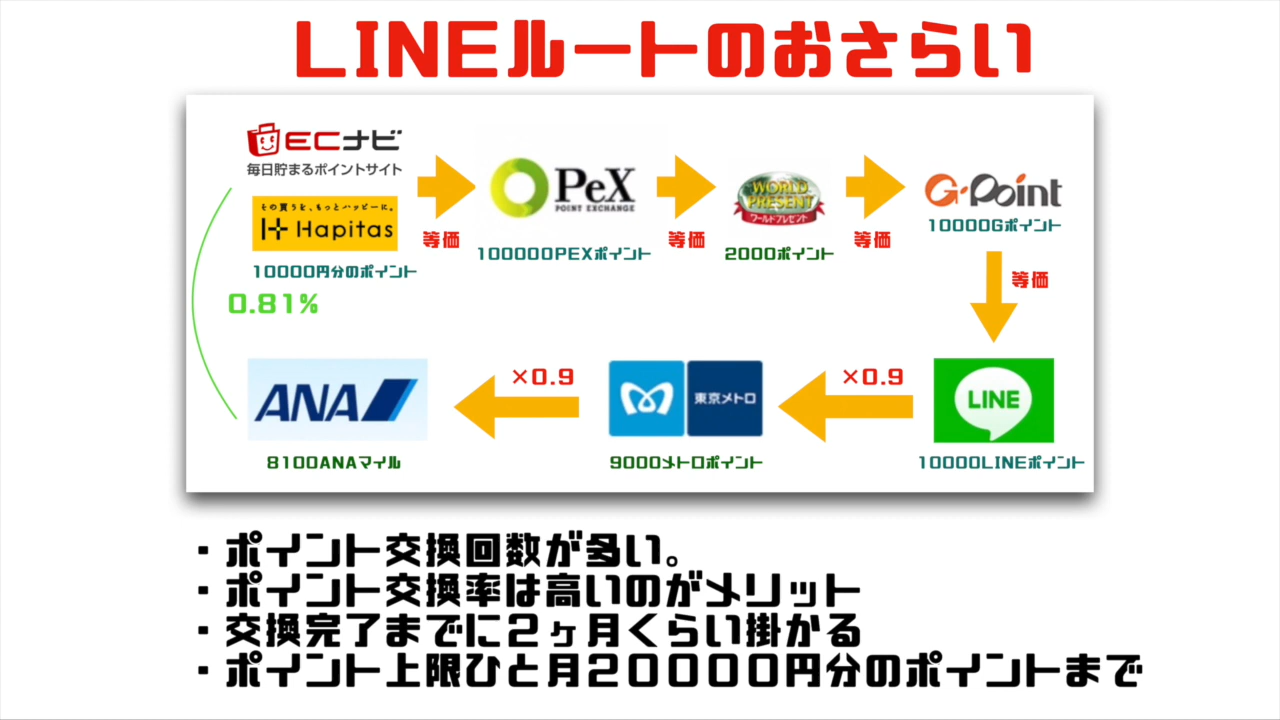 LINEルートのおさらい
ECナビ
毎日貯まるポイントサイト
その買うを、もっとハッピーに。
Hapitas
10000円分のポイント
0.81%
等価
PeX
POINT EXCHANGE
100000PEXポイント
等価
WORLD
PRESENT
ワールドプレゼント
2000ポイント
等価
G・Point
10000Gポイント
等価
LINE
10000LINEポイント
×0.9
東京メトロ
9000メトロポイント
×0.9
ANA
8100ANAマイル
・ポイント交換回数が多い。
・ポイント交換率は高いのがメリット
・交換完了までに2ヶ月くらい掛かる
・ポイント上限ひと月20000円分のポイントまで